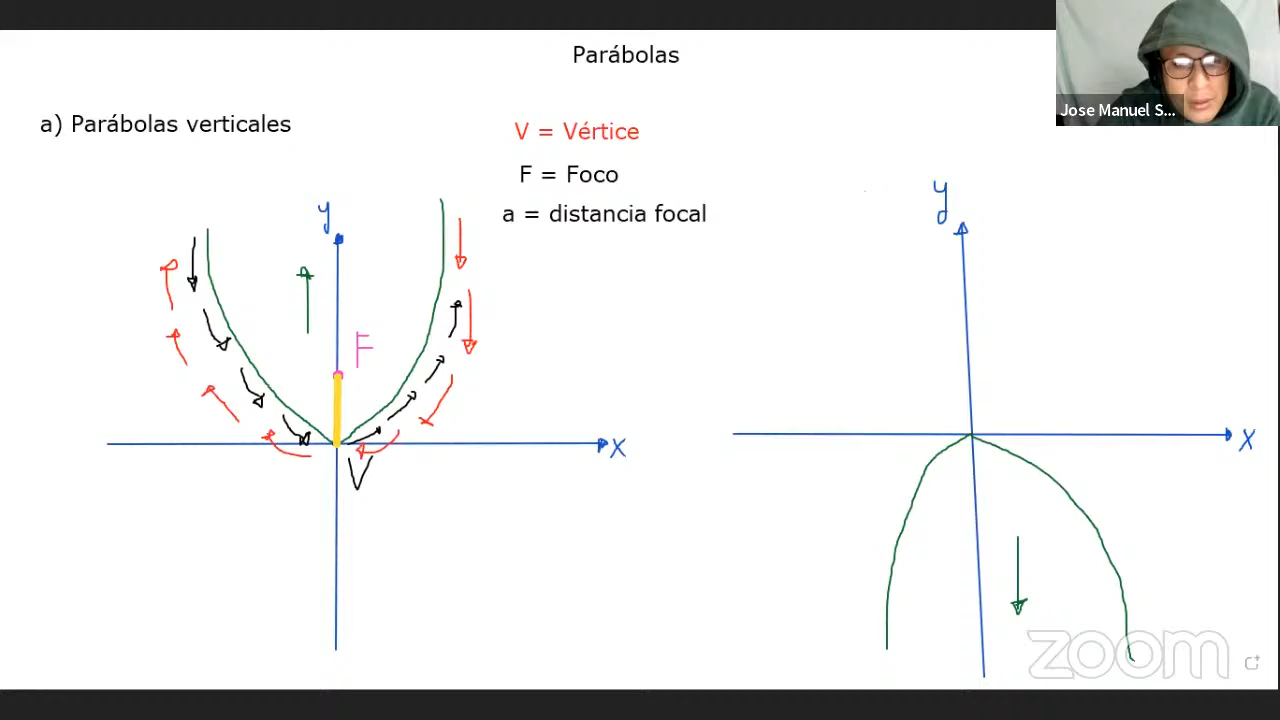 Parábolas
Jose Manuel S...
a) Parábolas verticales
V = Vértice
F = Foco
a = distancia focal
y
y
F
x
V
x
zoom